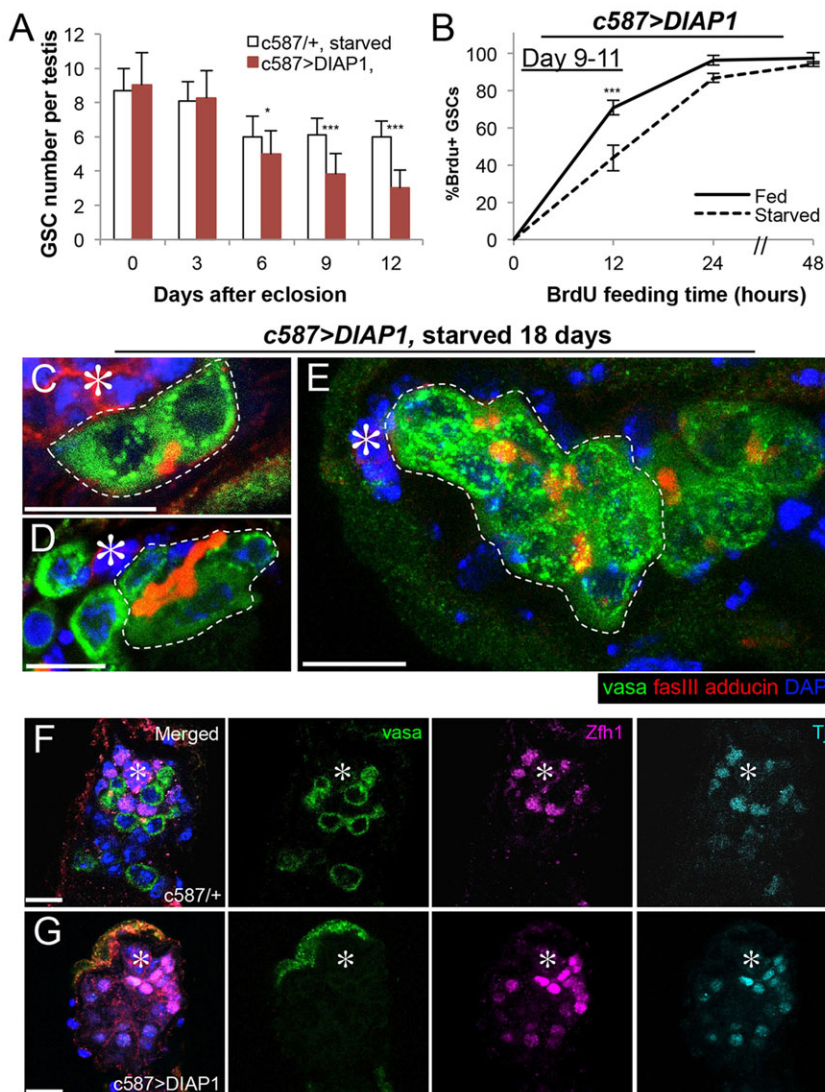 A
c587/+, starved
c587>DIAP1,
GSC number per testis
12
10
8
6
4
2
0
*
***
***
0 3 6 9 12
Days after eclosion
B
c587>DIAP1
Day 9-11
%Brdu+ GSCs
100
80
60
40
20
0
***
Fed
Starved
0 12 24 // 48
BrdU feeding time (hours)
c587>DIAP1, starved 18 days
C
*
D
*
E
*
vasa fasIII adducin DAP
F
Merged
*
c587/+
vasa
*
Zfh1
*
T
*
G
*
c587>DIAP1
*
*
*